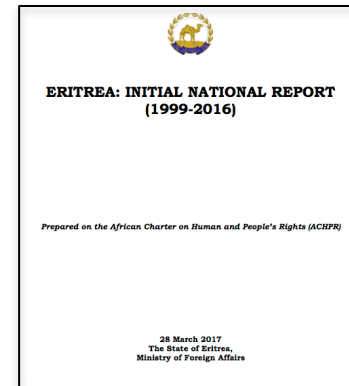 ERITREA: INITIAL NATIONAL REPORT
(1999-2016)
Prepared on the African Charter on Human and People's Rights (ACHPR)
28 March 2017
The State of Eritrea,
Ministry of Foreign Affairs